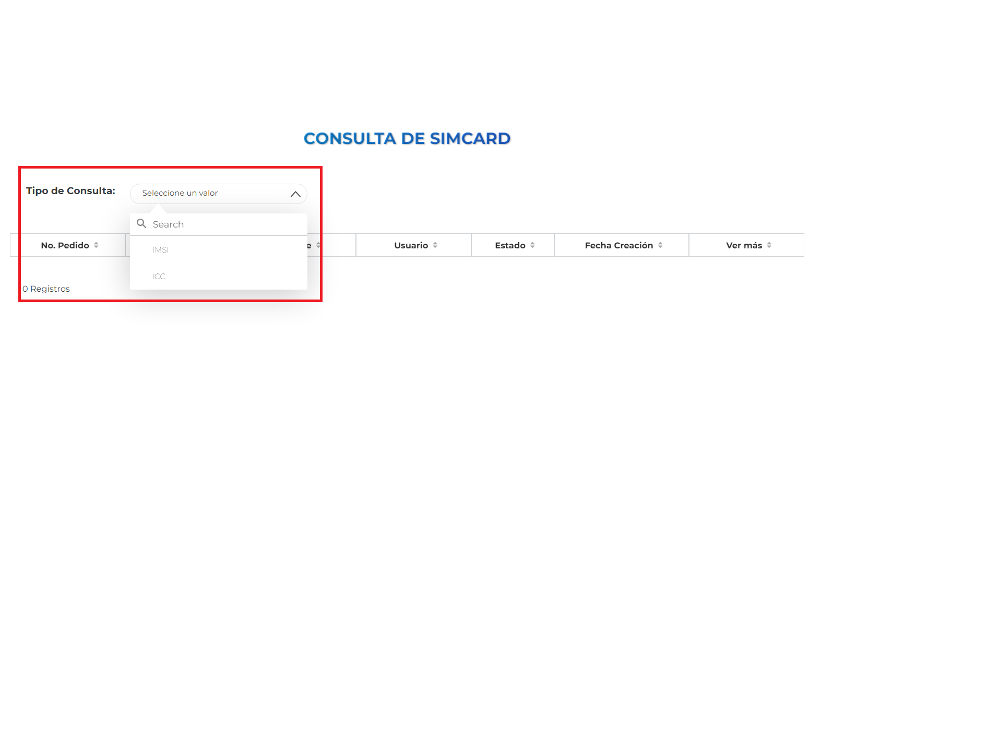 CONSULTA DE SIMCARD
Tipo de Consulta:
Seleccione un valor
Search
No. Pedido
Usuario
Estado
Fecha Creación
Ver más
IMSI
ICC
0 Registros